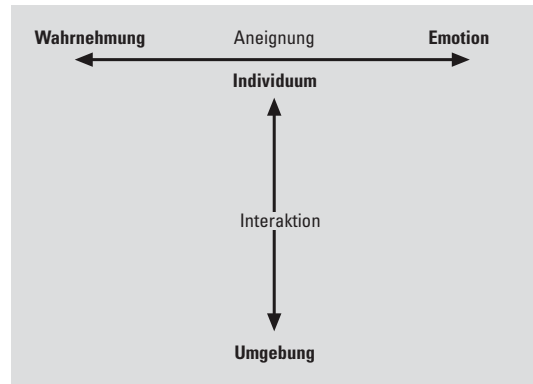 Wahrnehmung Aneignung Emotion
Individuum
Interaktion
Umgebung